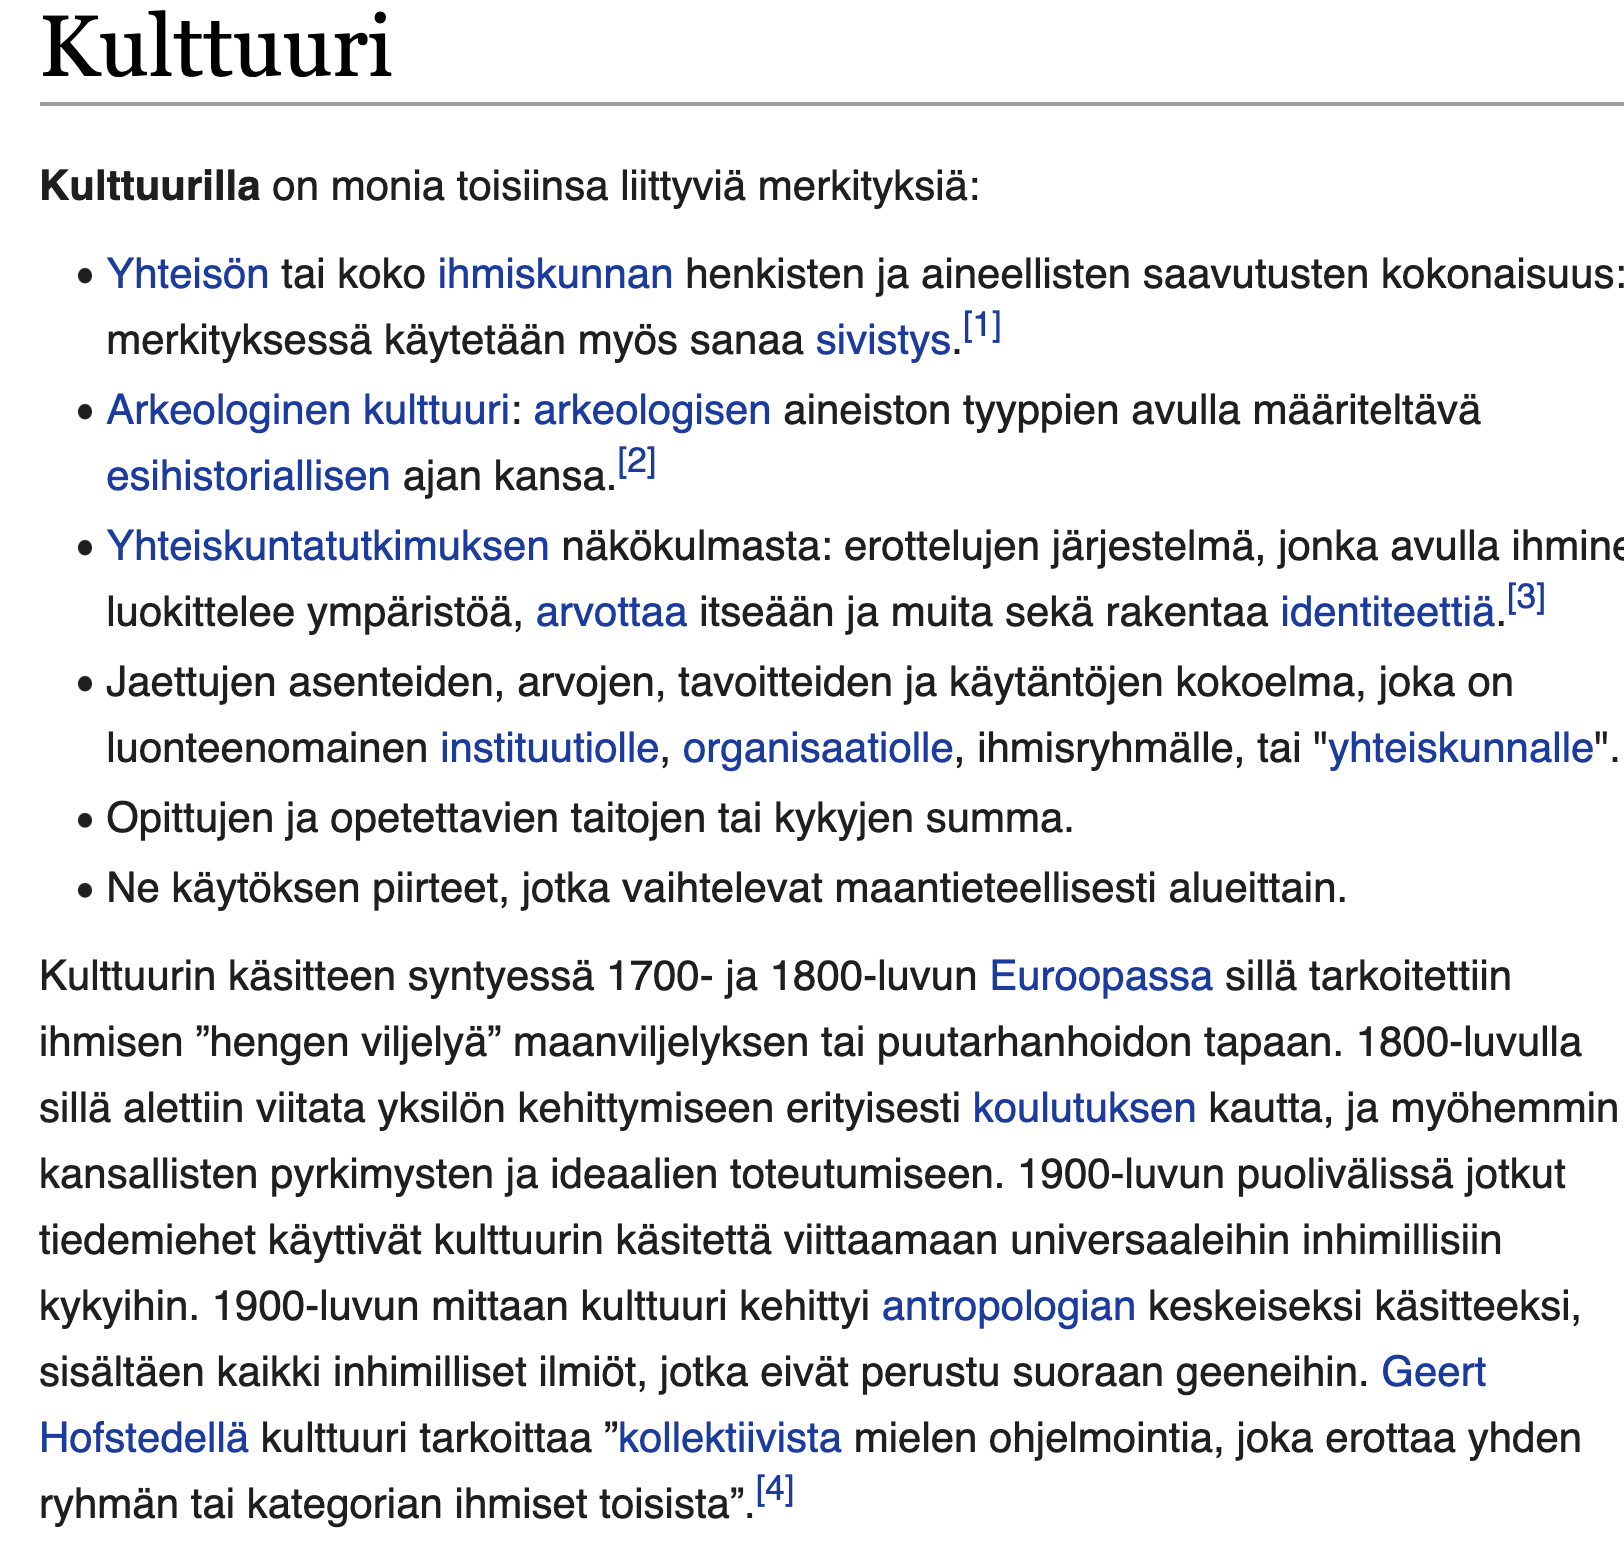 Kulttuuri
Kulttuurilla on monia toisiinsa liittyviä merkityksiä:
• Yhteisön tai koko ihmiskunnan henkisten ja aineellisten saavutusten kokonaisuus:
merkityksessä käytetään myös sanaa sivistys.[1]
• Arkeologinen kulttuuri: arkeologisen aineiston tyyppien avulla määriteltävä
esihistoriallisen ajan kansa.[2]
• Yhteiskuntatutkimuksen näkökulmasta: erottelujen järjestelmä, jonka avulla ihmine
luokittelee ympäristöä, arvottaa itseään ja muita sekä rakentaa identiteettiä.[3]
• Jaettujen asenteiden, arvojen, tavoitteiden ja käytäntöjen kokoelma, joka on
luonteenomainen instituutiolle, organisaatiolle, ihmisryhmälle, tai "yhteiskunnalle".
• Opittujen ja opetettavien taitojen tai kykyjen summa.
• Ne käytöksen piirteet, jotka vaihtelevat maantieteellisesti alueittain.
Kulttuurin käsitteen syntyessä 1700- ja 1800-luvun Euroopassa sillä tarkoitettiin
ihmisen ”hengen viljelyä” maanviljelyksen tai puutarhanhoidon tapaan. 1800-luvulla
sillä alettiin viitata yksilön kehittymiseen erityisesti koulutuksen kautta, ja myöhemmin
kansallisten pyrkimysten ja ideaalien toteutumiseen. 1900-luvun puolivälissä jotkut
tiedemiehet käyttivät kulttuurin käsitettä viittaamaan universaaleihin inhimillisiin
kykyihin. 1900-luvun mittaan kulttuuri kehittyi antropologian keskeiseksi käsitteeksi,
sisältäen kaikki inhimilliset ilmiöt, jotka eivät perustu suoraan geeneihin. Geert
Hofstedellä kulttuuri tarkoittaa ”kollektiivista mielen ohjelmointia, joka erottaa yhden
ryhmän tai kategorian ihmiset toisista”.[4]